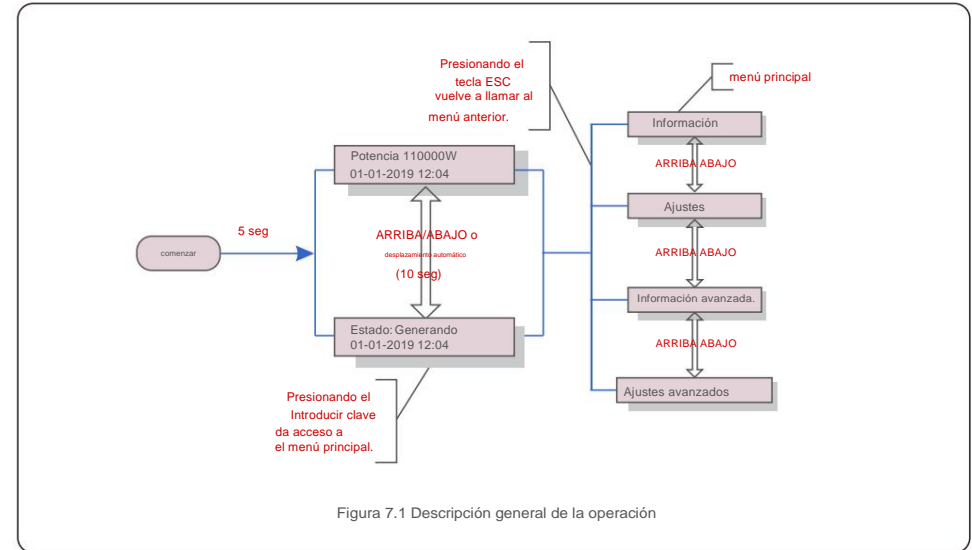 Presionando el
tecla ESC
vuelve a llamar al
menú anterior.
menú principal
Información
Potencia 110000W
01-01-2019 12:04
ARRIBA ABAJO
Ajustes
5 seg
comenzar
ARRIBA/ABAJO o
desplazamiento automático
(10 seg)
ARRIBA ABAJO
Información avanzada.
Estado: Generando
01-01-2019 12:04
ARRIBA ABAJO
Ajustes avanzados
Presionando el
Introducir clave
da acceso a
el menú principal.
Figura 7.1 Descripción general de la operación